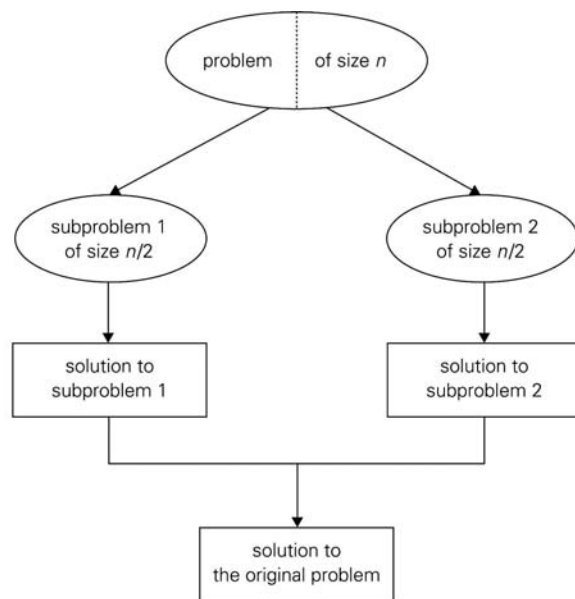 problem of size n
subproblem 1
of size n/2
subproblem 2
of size n/2
solution to
subproblem 1
solution to
subproblem 2
solution to
the original problem